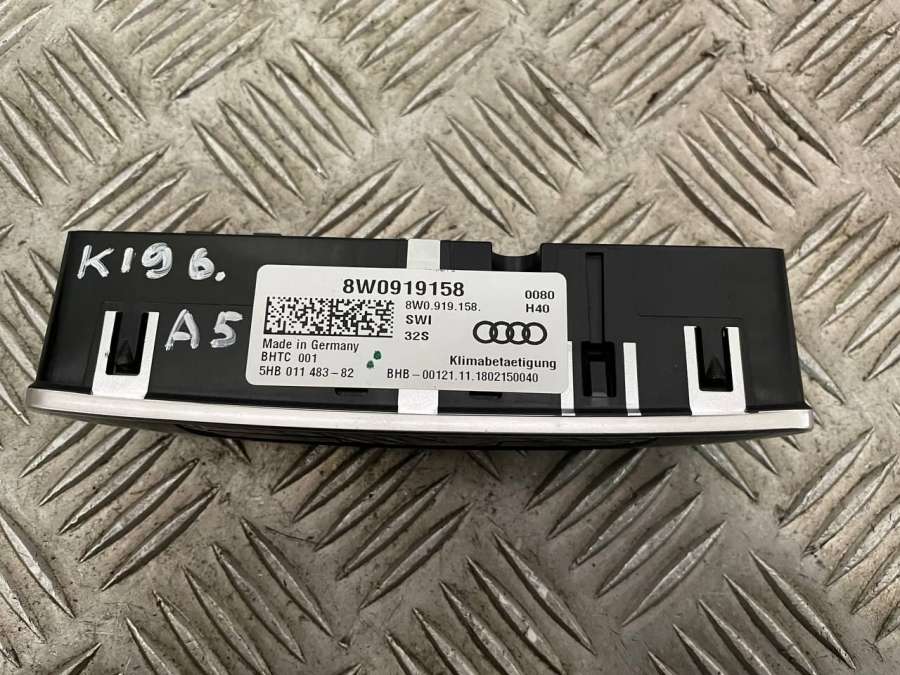 K196.
A5
8W0919158
8W0.919.158.
SWI
32S
0080
H40
Made in Germany
BHTC 001
5HB 011 483-82
Klimabetaetigung
BHB-00121.11.1802150040